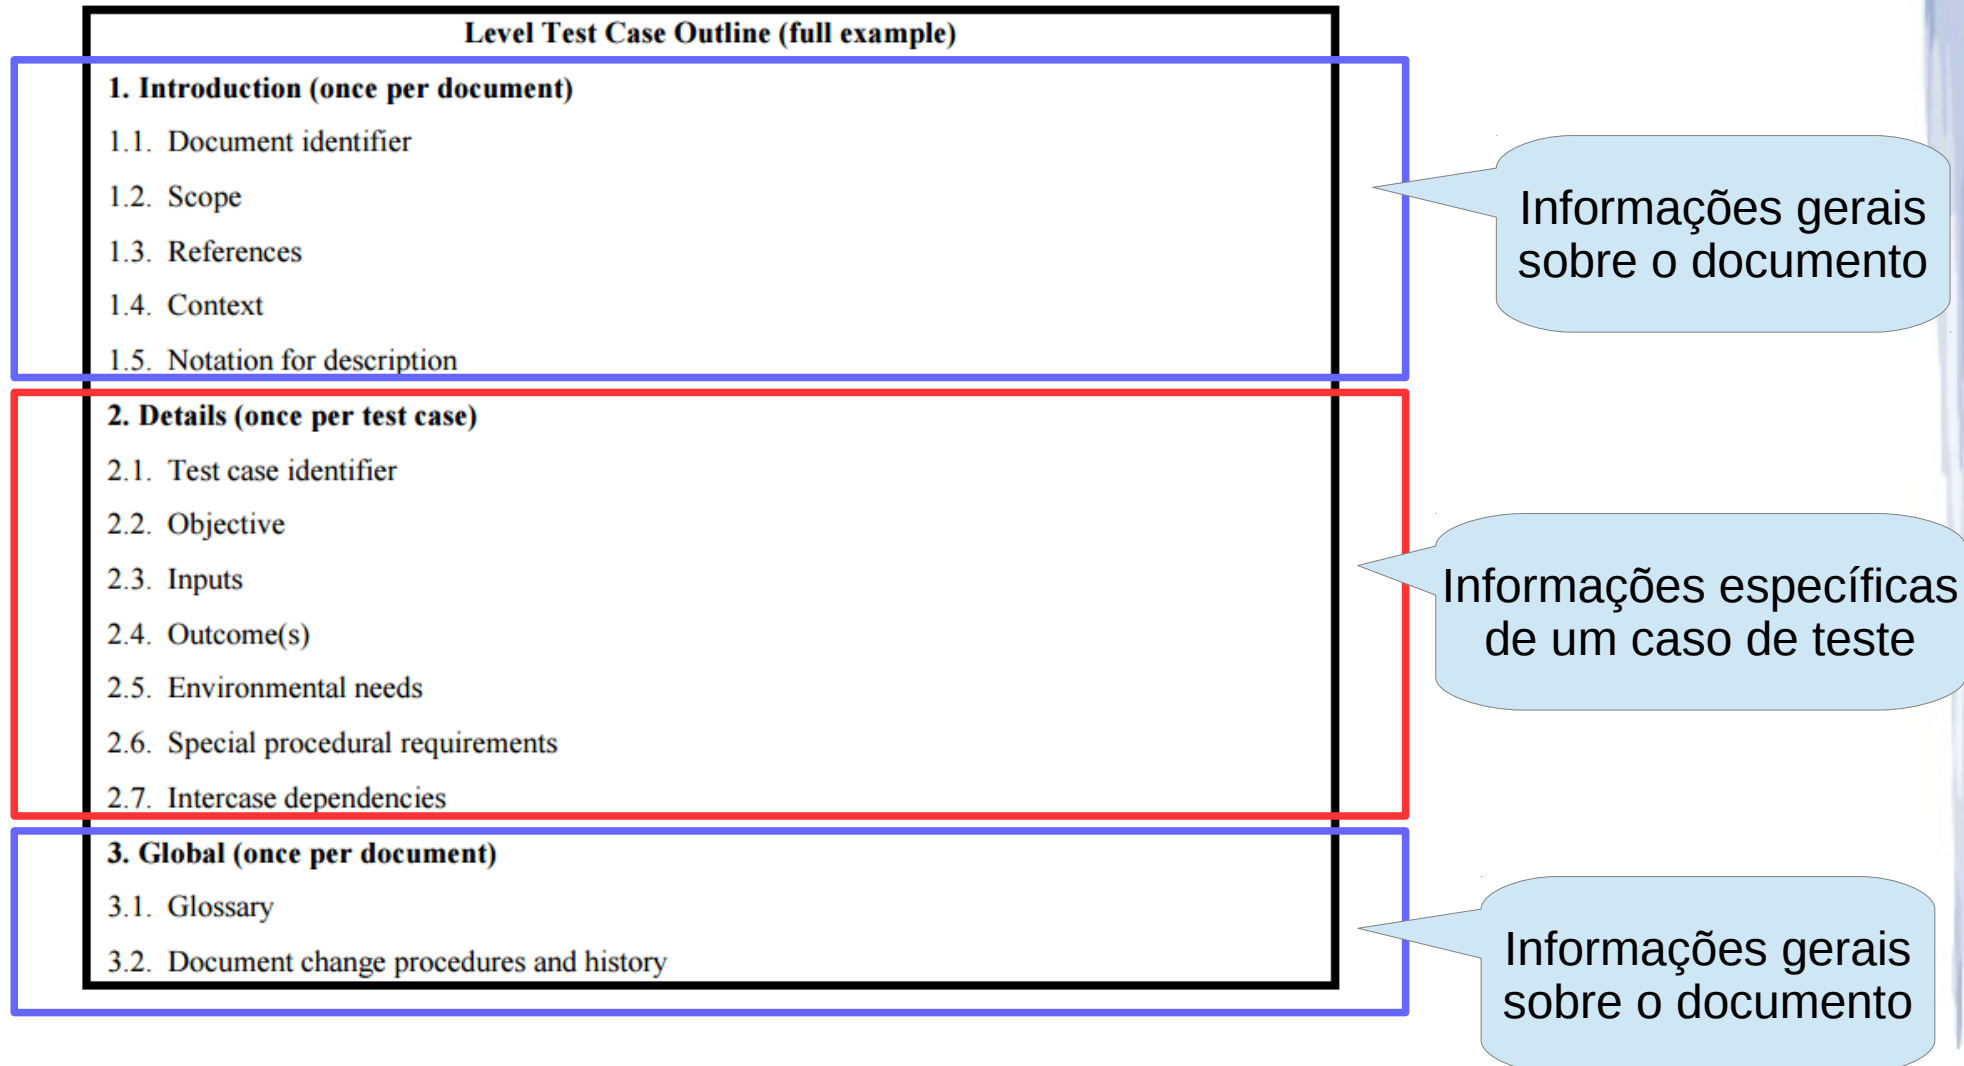 Level Test Case Outline (full example)
1. Introduction (once per document)
1.1. Document identifier
1.2. Scope
1.3. References
1.4. Context
1.5. Notation for description
Informações gerais
sobre o documento
2. Details (once per test case)
2.1. Test case identifier
2.2. Objective
2.3. Inputs
2.4. Outcome(s)
2.5. Environmental needs
2.6. Special procedural requirements
2.7. Intercase dependencies
Informações específicas
de um caso de teste
3. Global (once per document)
3.1. Glossary
3.2. Document change procedures and history
Informações gerais
sobre o documento